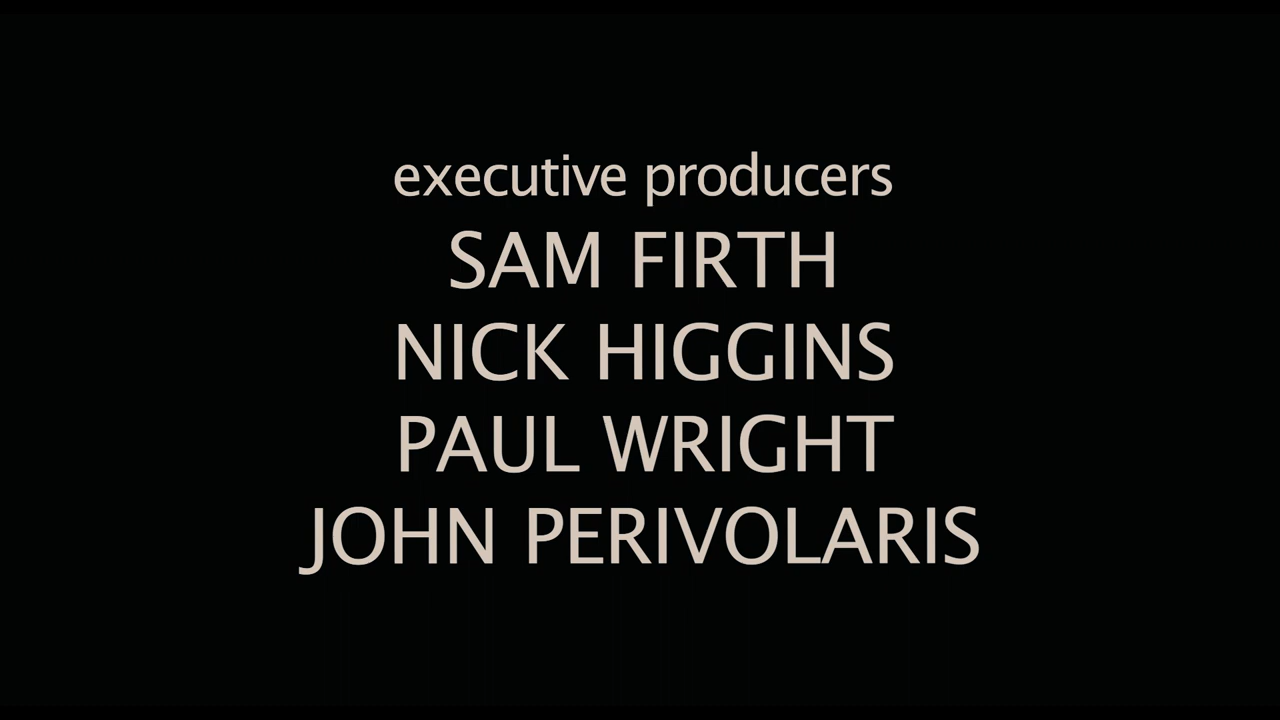 executive producers
SAM FIRTH
NICK HIGGINS
PAUL WRIGHT
JOHN PERIVOLARIS